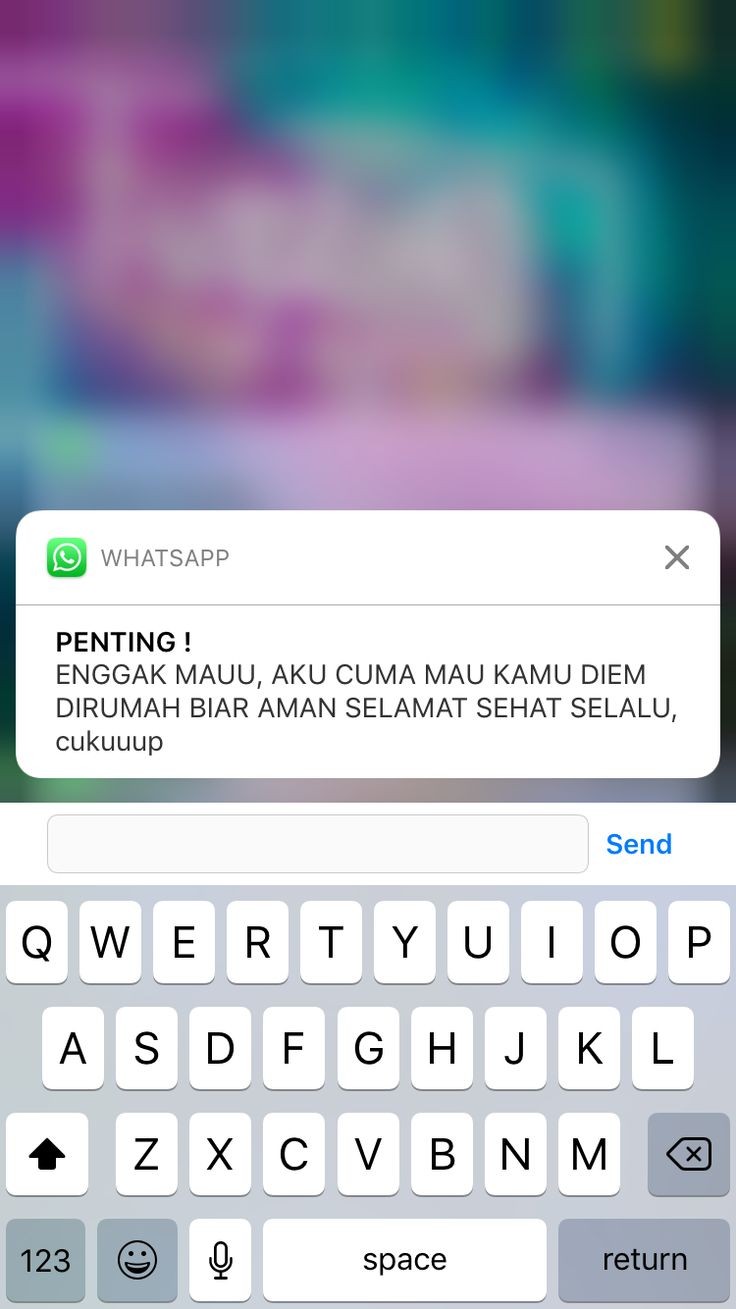 WHATSAPP
PENTING !
ENGGAK MAUU, AKU CUMA MAU KAMU DIEM
DIRUMAH BIAR AMAN SELAMAT SEHAT SELALU,
cukuuup
Send
Q W E R T Y U I O P
A S D F G H J K L
Z X C V B N M
123 space return